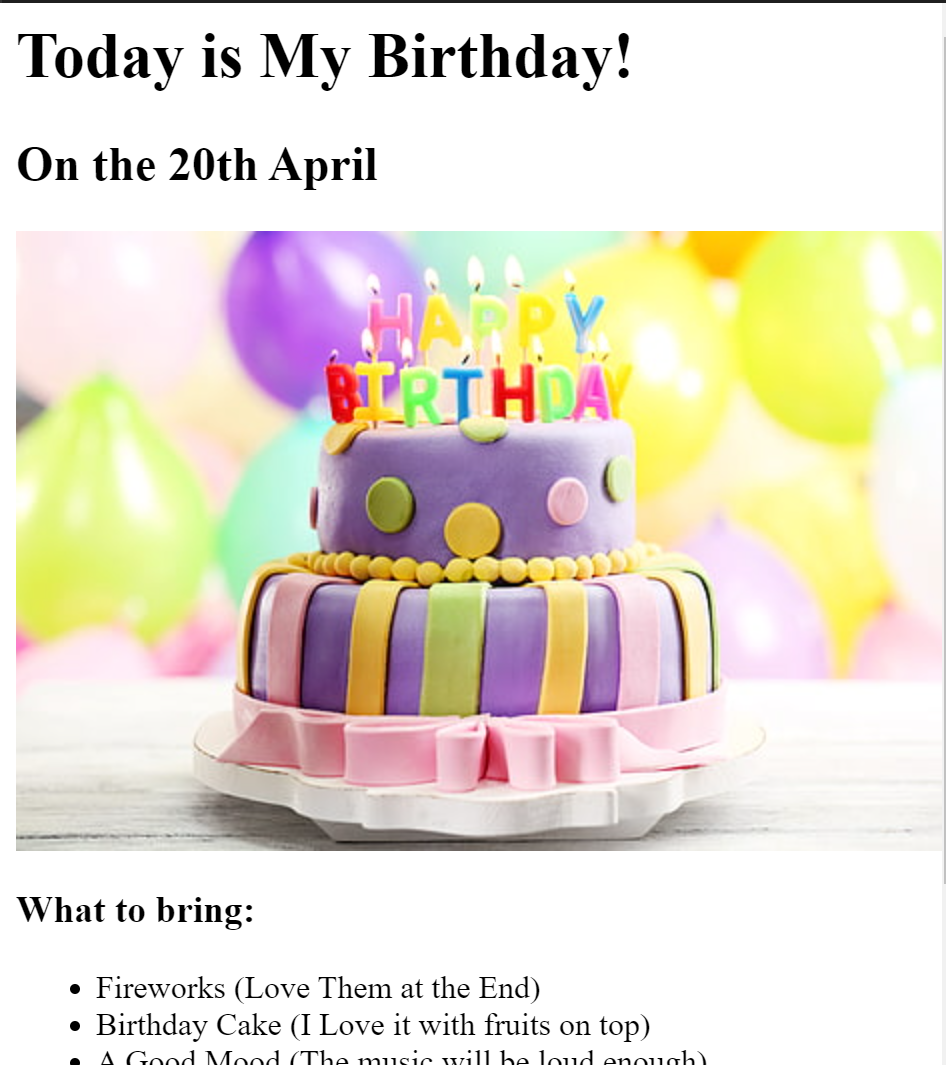 Today is My Birthday!
On the 20th April
HAPPY
BIRTHDAY
What to bring:
Fireworks (Love Them at the End)
Birthday Cake (I Love it with fruits on top)
A Good Mood (The music will be loud enough)